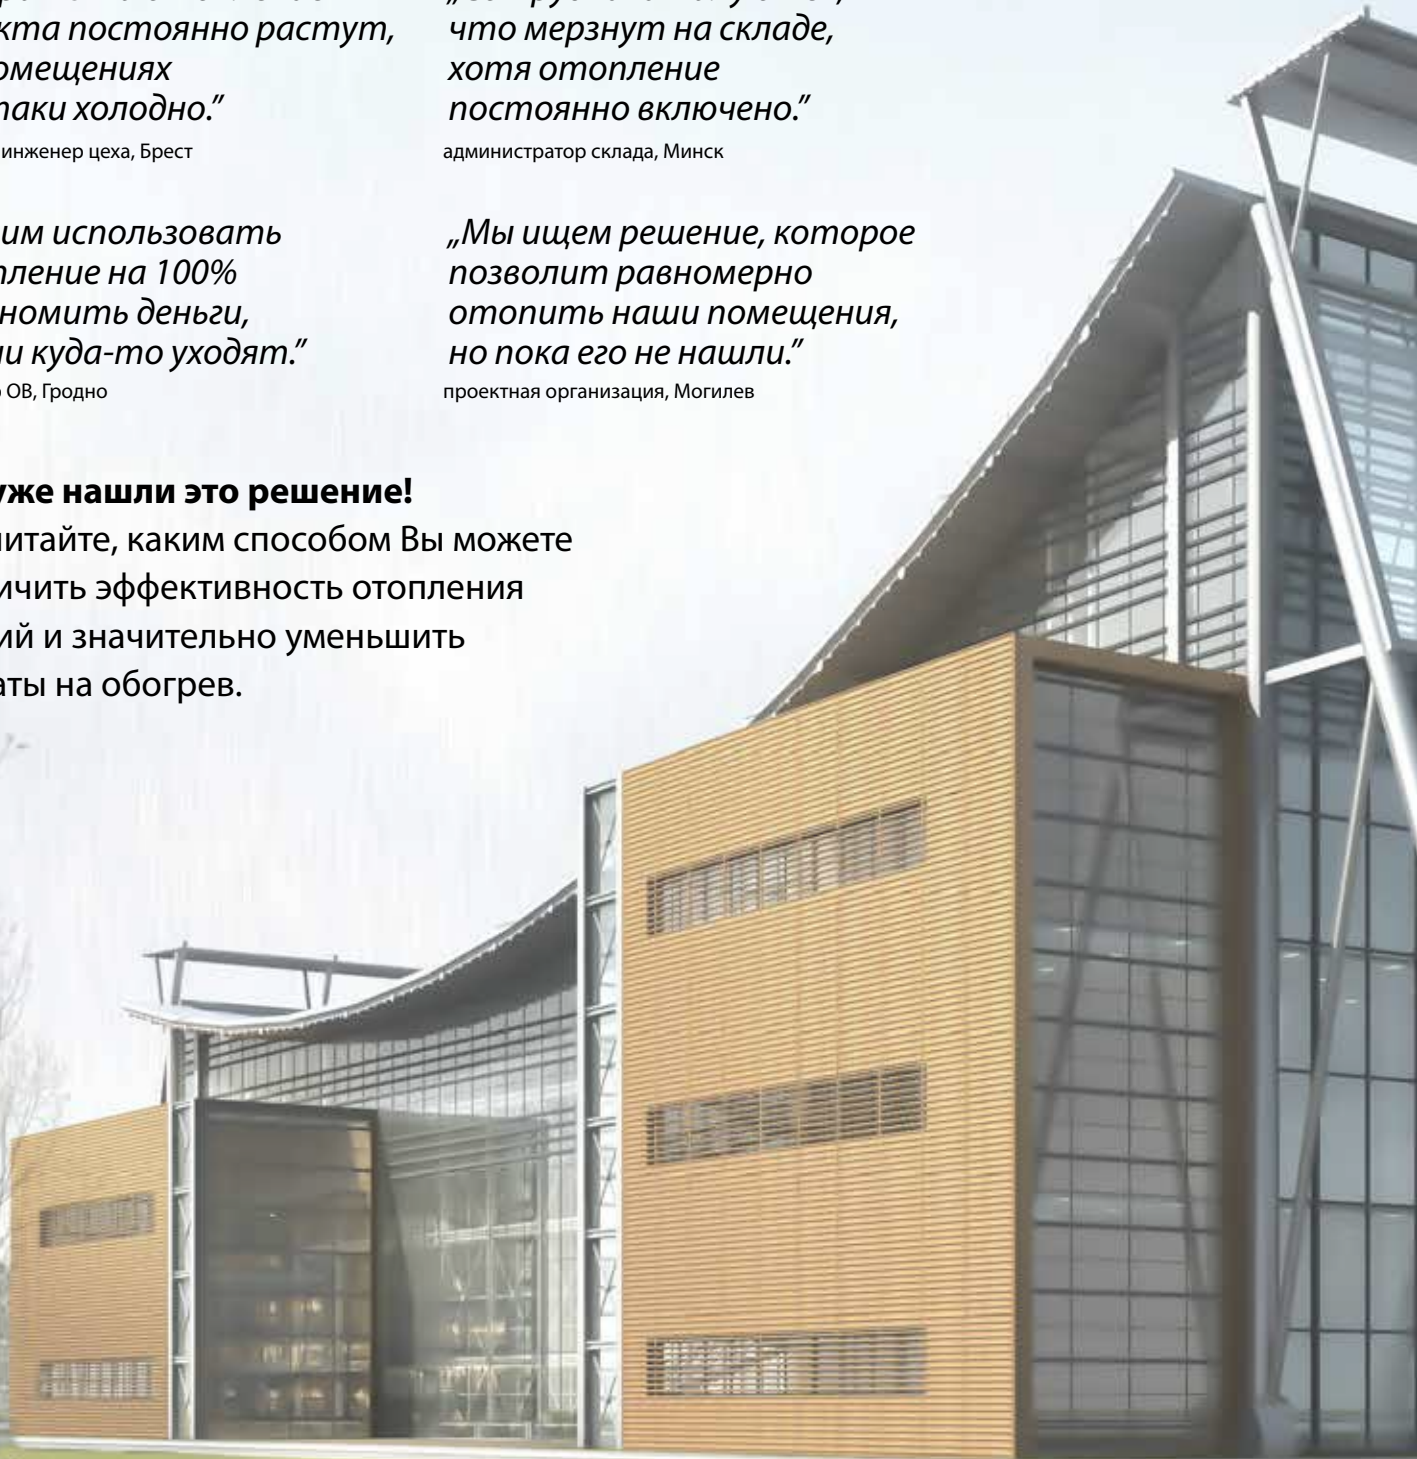 кта постоянно растут,
омещениях
таки холодно.”
инженер цеха, Брест
что мерзнут на складе,
хотя отопление
постоянно включено.”
администратор склада, Минск
им использовать
пление на 100%
номить деньги,
ни куда-то уходят.”
ОВ, Гродно
„Мы ищем решение, которое
позволит равномерно
отопить наши помещения,
но пока его не нашли.”
проектная организация, Могилев
уже нашли это решение!
читайте, каким способом Вы можете
ичить эффективность отопления
ий и значительно уменьшить
аты на обогрев.